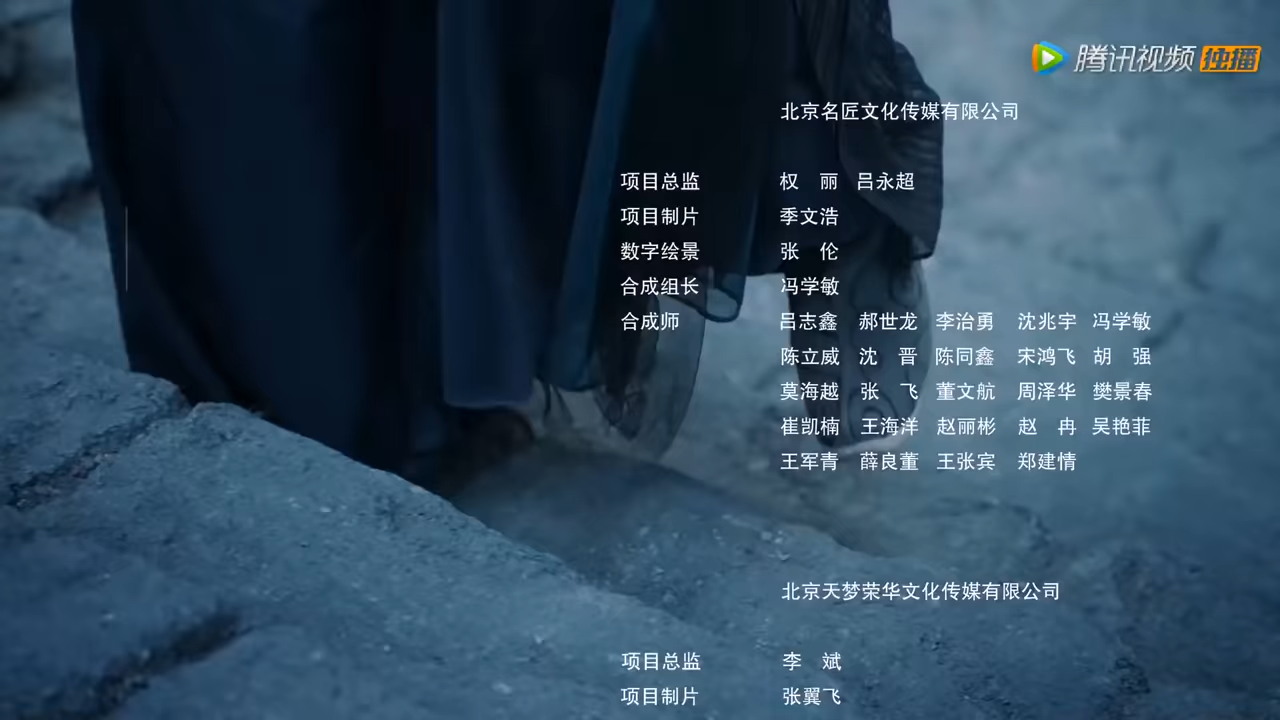 腾讯视频 独播
北京名匠文化传媒有限公司
项目总监 权 丽 吕永超
项目制片 季文浩
数字绘景 张 伦
合成组长 冯学敏
合成师 吕志鑫 郝世龙 李治勇 沈兆宇 冯学敏
陈立威 沈 晋 陈同鑫 宋鸿飞 胡 强
莫海越 张 飞 董文航 周泽华 樊景春
崔凯楠 王海洋 赵丽彬 赵 冉 吴艳菲
王军青 薛良董 王张宾 郑建情
北京天梦荣华文化传媒有限公司
项目总监 李 斌
项目制片 张翼飞